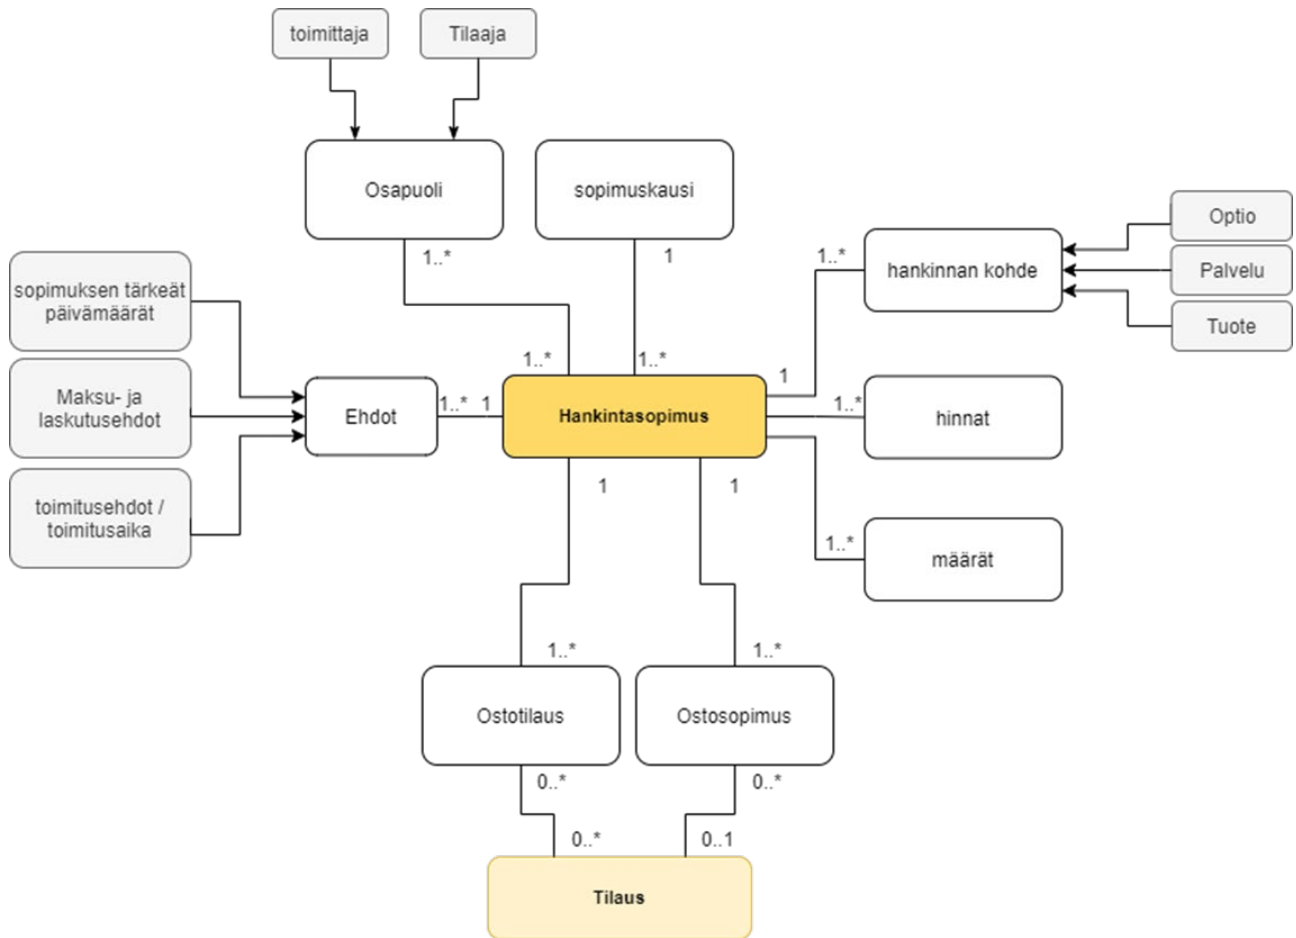 toimittaja
Tilaaja
Osapuoli
sopimuskausi
1..*
1
Optio
Palvelu
Tuote
hankinnan kohde
1..*
sopimuksen tärkeät
päivämäärät
Maksu- ja
laskutusehdot
toimitusehdot /
toimitusaika
Ehdot
1..*
1
1..*
1..*
Hankintasopimus
1
1..*
hinnat
1..*
määrät
1
1
1..*
1..*
Ostotilaus
Ostosopimus
0..*
0..*
0..*
0..1
Tilaus